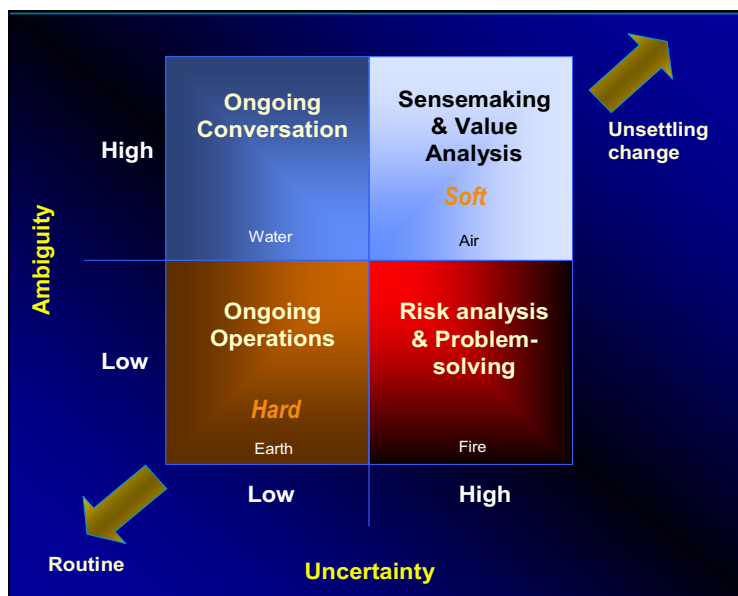 Ongoing
Conversation
Sensemaking
& Value
Analysis
Soft
Water
Air
High
Unsettling
change
Ambiguity
Ongoing
Operations
Risk analysis
& Problem-
solving
Low
Hard
Earth
Fire
Low
High
Routine
Uncertainty